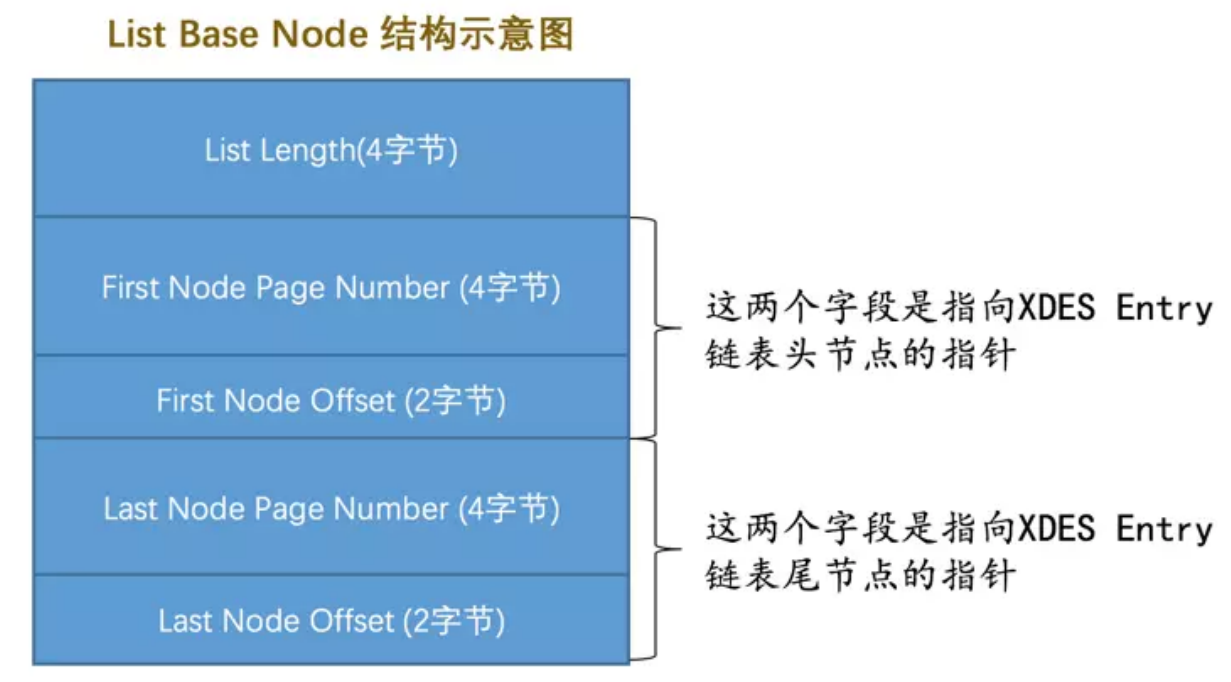 List Base Node 结构示意图
List Length(4字节)
First Node Page Number (4字节)
First Node Offset (2字节)
这两个字段是指向XDES Entry
链表头节点的指针
Last Node Page Number (4字节)
Last Node Offset (2字节)
这两个字段是指向XDES Entry
链表尾节点的指针